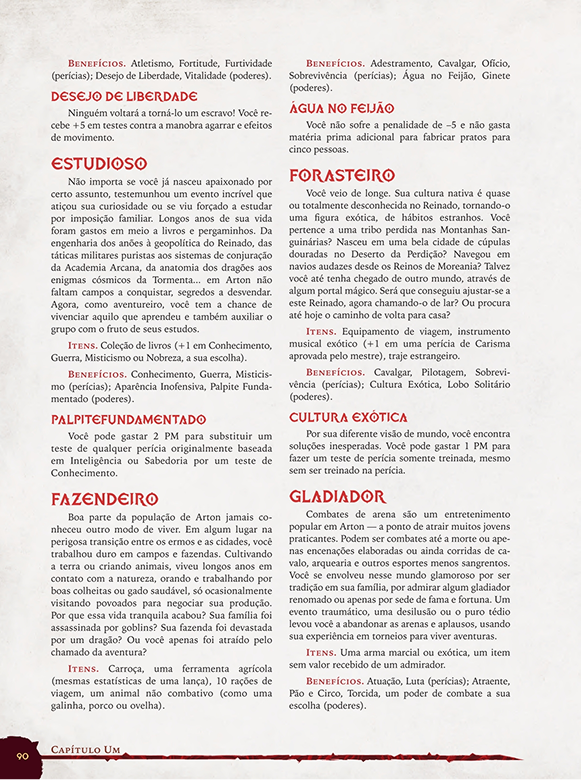 BENEFÍCIOS. Atletismo, Fortitude, Furtividade
(perícias); Desejo de Liberdade, Vitalidade (poderes).
DESEJO DE LIBERDADE
Ninguém voltará a torná-lo um escravo! Você re-
cebe +5 em testes contra a manobra agarrar e efeitos
de movimento.
ESTUDIOSO
Não importa se você já nasceu apaixonado por
certo assunto, testemunhou um evento incrível que
atiçou sua curiosidade ou se viu forçado a estudar
por imposição familiar. Longos anos de sua vida
foram gastos em meio a livros e pergaminhos. Da
engenharia dos anões à geopolítica do Reinado, das
táticas militares puristas aos sistemas de conjuração
da Academia Arcana, da anatomia dos dragões aos
enigmas cósmicos da Tormenta... em Arton não
faltam campos a conquistar, segredos a desvendar.
Agora, como aventureiro, você tem a chance de
vivenciar aquilo que aprendeu e também auxiliar o
grupo com o fruto de seus estudos.
ITENS. Coleção de livros (+1 em Conhecimento,
Guerra, Misticismo ou Nobreza, a sua escolha).
BENEFÍCIOS. Conhecimento, Guerra, Misticis-
mo (perícias); Aparência Inofensiva, Palpite Funda-
mentado (poderes).
PALPITEFUNDAMENTADO
Você pode gastar 2 PM para substituir um
teste de qualquer perícia originalmente baseada
em Inteligência ou Sabedoria por um teste de
Conhecimento.
FAZENDEIRO
Boa parte da população de Arton jamais co-
nheceu outro modo de viver. Em algum lugar na
perigosa transição entre os ermos e as cidades, você
trabalhou duro em campos e fazendas. Cultivando
a terra ou criando animais, viveu longos anos em
contato com a natureza, orando e trabalhando por
boas colheitas ou gado saudável, só ocasionalmente
visitando povoados para negociar sua produção.
Por que essa vida tranquila acabou? Sua família foi
assassinada por goblins? Sua fazenda foi devastada
por um dragão? Ou você apenas foi atraído pelo
chamado da aventura?
ITENS. Carroça, uma ferramenta agrícola
(mesmas estatísticas de uma lança), 10 rações de
viagem, um animal não combativo (como uma
galinha, porco ou ovelha).
BENEFÍCIOS. Adestramento, Cavalgar, Ofício,
Sobrevivência (perícias); Água no Feijão, Ginete
(poderes).
ÁGUA NO FEIJÃO
Você não sofre a penalidade de –5 e não gasta
matéria prima adicional para fabricar pratos para
cinco pessoas.
FORASTEIRO
Você veio de longe. Sua cultura nativa é quase
ou totalmente desconhecida no Reinado, tornando-o
uma figura exótica, de hábitos estranhos. Você
pertence a uma tribo perdida nas Montanhas San-
guinárias? Nasceu em uma bela cidade de cúpulas
douradas no Deserto da Perdição? Navegou em
navios audazes desde os Reinos de Moreania? Talvez
você até tenha chegado de outro mundo, através de
algum portal mágico. Será que conseguiu ajustar-se a
este Reinado, agora chamando-o de lar? Ou procura
até hoje o caminho de volta para casa?
ITENS. Equipamento de viagem, instrumento
musical exótico (+1 em uma perícia de Carisma
aprovada pelo mestre), traje estrangeiro.
BENEFÍCIOS. Cavalgar, Pilotagem, Sobrevi-
vência (perícias); Cultura Exótica, Lobo Solitário
(poderes).
CULTURA EXÓTICA
Por sua diferente visão de mundo, você encontra
soluções inesperadas. Você pode gastar 1 PM para
fazer um teste de perícia somente treinada, mesmo
sem ser treinado na perícia.
GLADIADOR
Combates de arena são um entretenimento
popular em Arton — a ponto de atrair muitos jovens
praticantes. Podem ser combates até a morte ou ape-
nas encenações elaboradas ou ainda corridas de ca-
valo, arquearia e outros esportes menos sangrentos.
Você se envolveu nesse mundo glamoroso por ser
tradição em sua família, por admirar algum gladiador
renomado ou apenas por sede de fama e fortuna. Um
evento traumático, uma desilusão ou o puro tédio
levou você a abandonar as arenas e aplausos, usando
sua experiência em torneios para viver aventuras.
ITENS. Uma arma marcial ou exótica, um item
sem valor recebido de um admirador.
BENEFÍCIOS. Atuação, Luta (perícias); Atraente,
Pão e Circo, Torcida, um poder de combate a sua
escolha (poderes).
90
CAPÍTULO UM